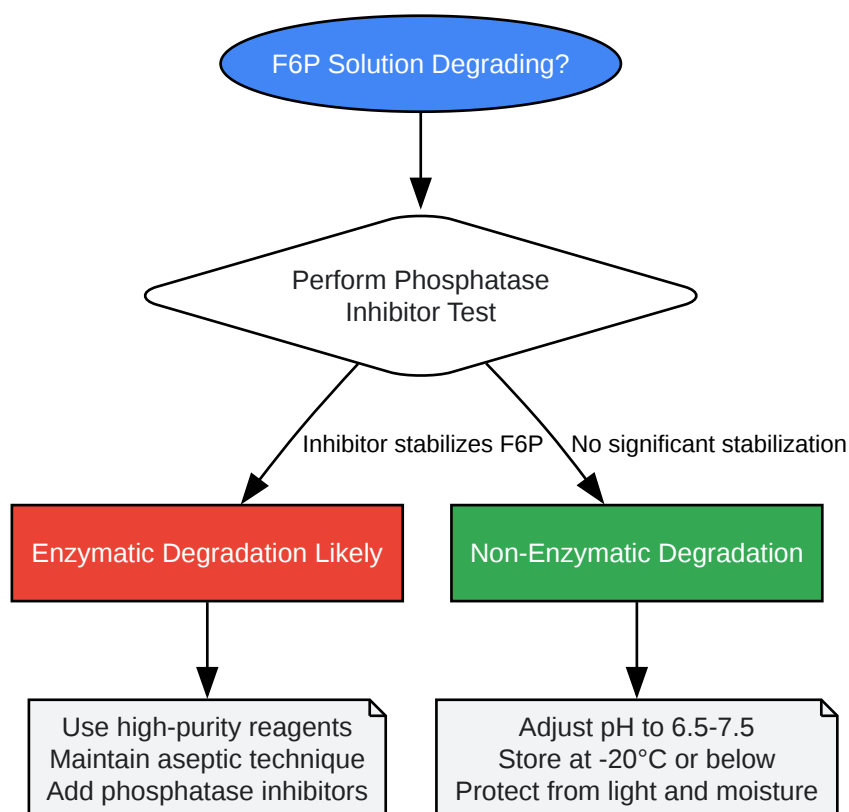 F6P Solution Degrading?
Perform Phosphatase
Inhibitor Test
Inhibitor stabilizes F6P
No significant stabilization
Enzymatic Degradation Likely
Non-Enzymatic Degradation
Use high-purity reagents
Maintain aseptic technique
Add phosphatase inhibitors
Adjust pH to 6.5-7.5
Store at -20°C or below
Protect from light and moisture